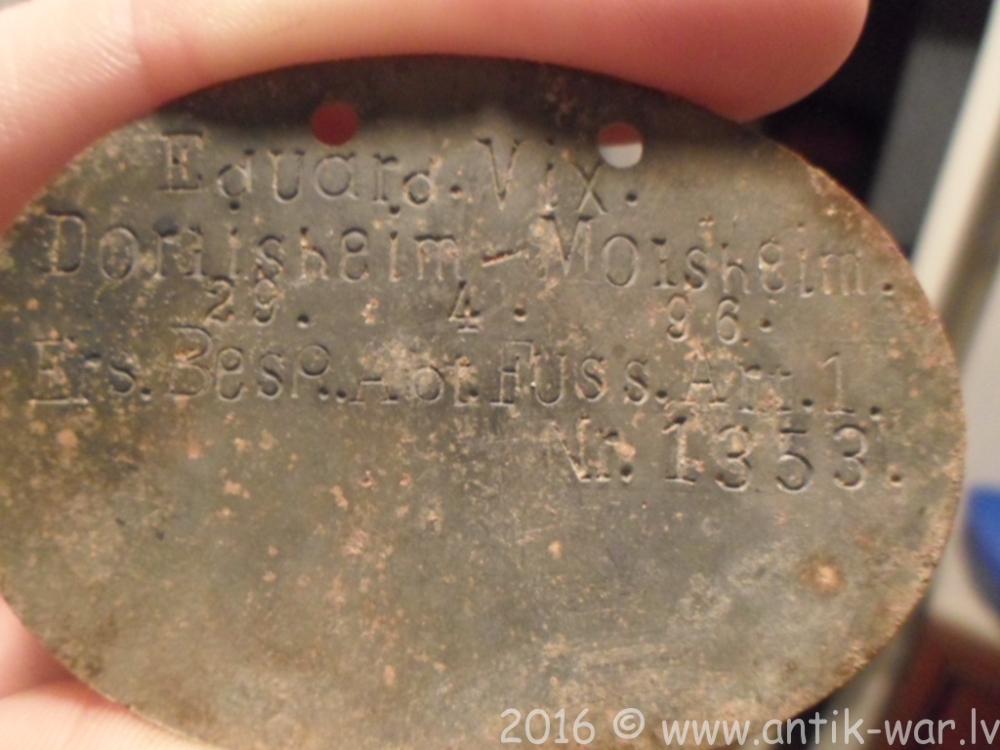 Eduard. Vix.
Dorlisheim - Molsheim.
29. 4. 96.
Ers. Besp. Abt. Fuss. Art. 1.
Nr. 1353.
2016 © www.antik-war.lv